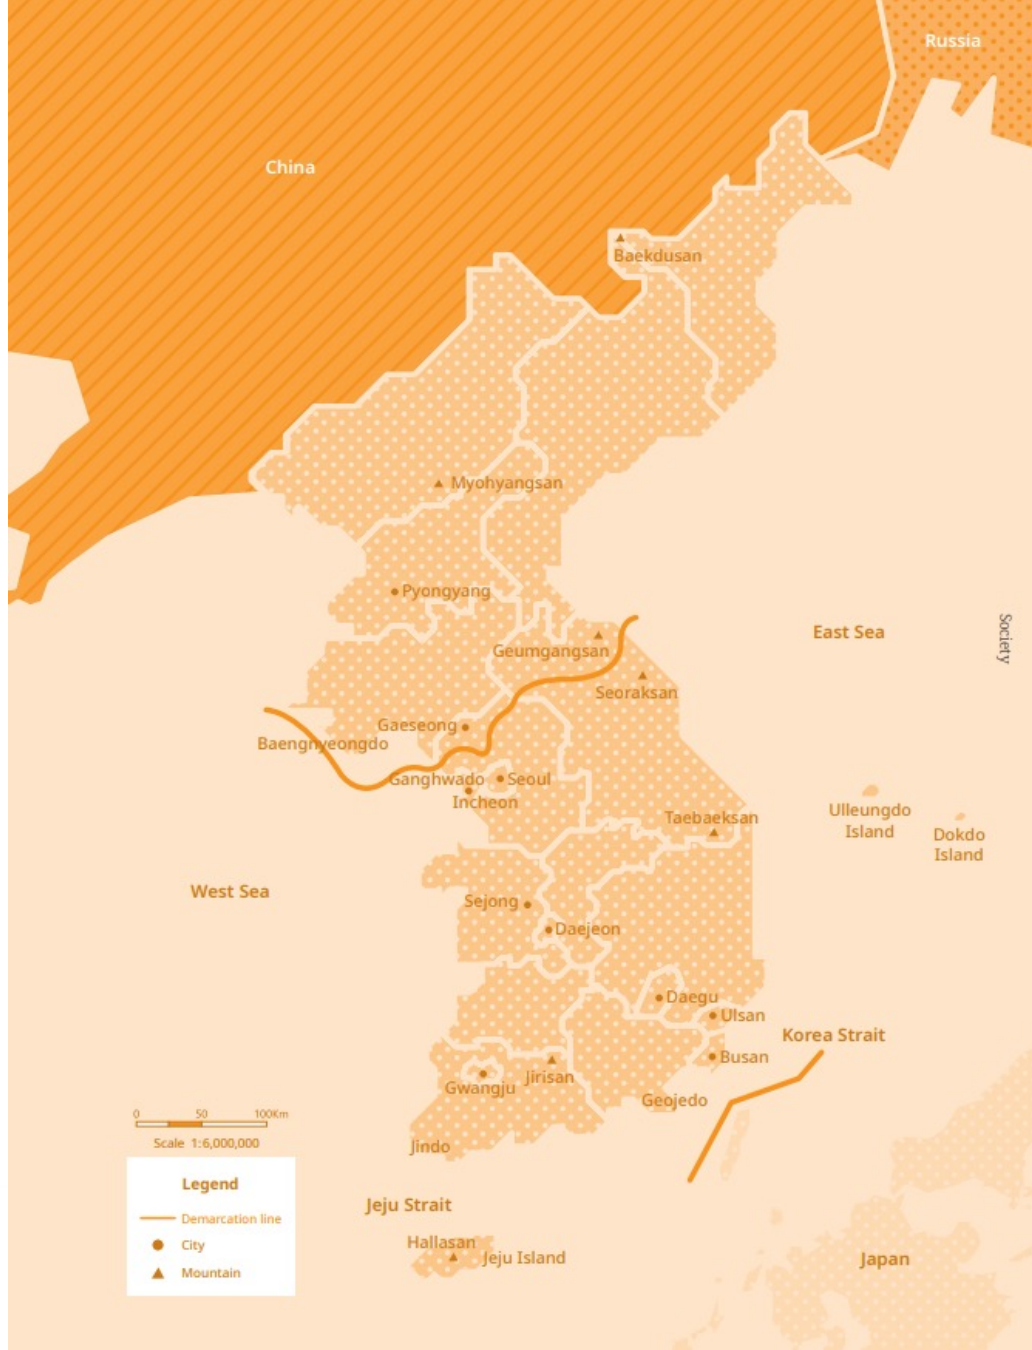 Russia
China
Baekdusan
Myohyangsan
Pyongyang
East Sea
Society
Geumgangsan
Seoraksan
Gaeseong
Baengnyeongdo
Ganghwado
Seoul
Incheon
Taebaeksan
Ulleungdo
Island
Dokdo
Island
West Sea
Sejong
Daejeon
Daegu
Ulsan
Korea Strait
Busan
Jirisan
Gwangju
Geojedo
0 50 100Km
Scale 1:6,000,000
Jindo
Legend
Demarcation line
City
Mountain
Jeju Strait
Hallasan
Jeju Island
Japan